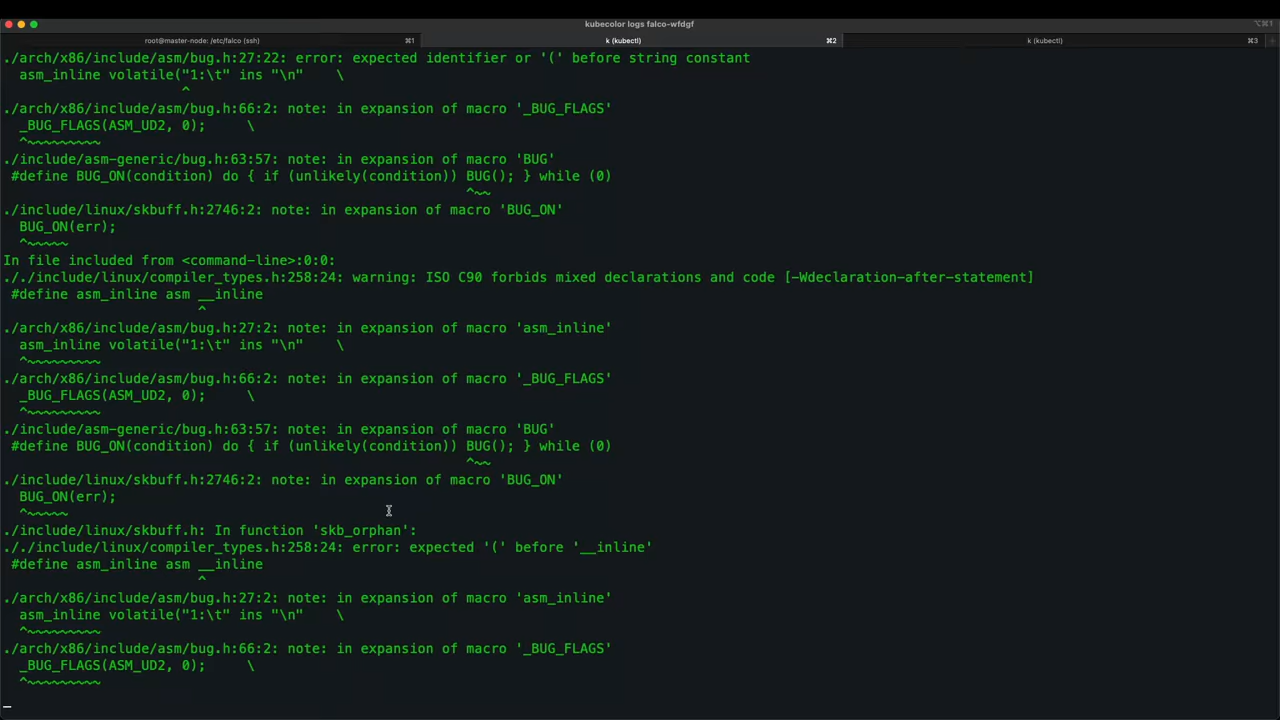 kubecolor logs falco-wfdgf
⌥⌘1
root@master-node: /etc/falco (ssh) ⌘1 k (kubectl) ⌘2 k (kubectl) ⌘3 +
./arch/x86/include/asm/bug.h:27:22: error: expected identifier or '(' before string constant
  asm_inline volatile("1:\t" ins "\n"    \
                      ^
./arch/x86/include/asm/bug.h:66:2: note: in expansion of macro '_BUG_FLAGS'
  _BUG_FLAGS(ASM_UD2, 0);     \
  ^~~~~~~~~~
./include/asm-generic/bug.h:63:57: note: in expansion of macro 'BUG'
 #define BUG_ON(condition) do { if (unlikely(condition)) BUG(); } while (0)
                                                         ^~~
./include/linux/skbuff.h:2746:2: note: in expansion of macro 'BUG_ON'
  BUG_ON(err);
  ^~~~~~
In file included from <command-line>:0:0:
././include/linux/compiler_types.h:258:24: warning: ISO C90 forbids mixed declarations and code [-Wdeclaration-after-statement]
 #define asm_inline asm __inline
                        ^
./arch/x86/include/asm/bug.h:27:2: note: in expansion of macro 'asm_inline'
  asm_inline volatile("1:\t" ins "\n"    \
  ^~~~~~~~~~
./arch/x86/include/asm/bug.h:66:2: note: in expansion of macro '_BUG_FLAGS'
  _BUG_FLAGS(ASM_UD2, 0);     \
  ^~~~~~~~~~
./include/asm-generic/bug.h:63:57: note: in expansion of macro 'BUG'
 #define BUG_ON(condition) do { if (unlikely(condition)) BUG(); } while (0)
                                                         ^~~
./include/linux/skbuff.h:2746:2: note: in expansion of macro 'BUG_ON'
  BUG_ON(err);
  ^~~~~~
./include/linux/skbuff.h: In function 'skb_orphan':
././include/linux/compiler_types.h:258:24: error: expected '(' before '__inline'
 #define asm_inline asm __inline
                        ^
./arch/x86/include/asm/bug.h:27:2: note: in expansion of macro 'asm_inline'
  asm_inline volatile("1:\t" ins "\n"    \
  ^~~~~~~~~~
./arch/x86/include/asm/bug.h:66:2: note: in expansion of macro '_BUG_FLAGS'
  _BUG_FLAGS(ASM_UD2, 0);     \
  ^~~~~~~~~~